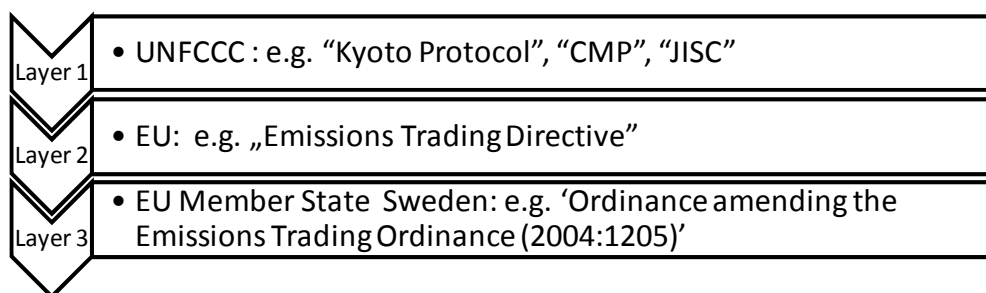 Layer 1
• UNFCCC : e.g. “Kyoto Protocol”, “CMP”, “JISC”
Layer 2
• EU: e.g. „Emissions Trading Directive”
Layer 3
• EU Member State Sweden: e.g. ‘Ordinance amending the
Emissions Trading Ordinance (2004:1205)’